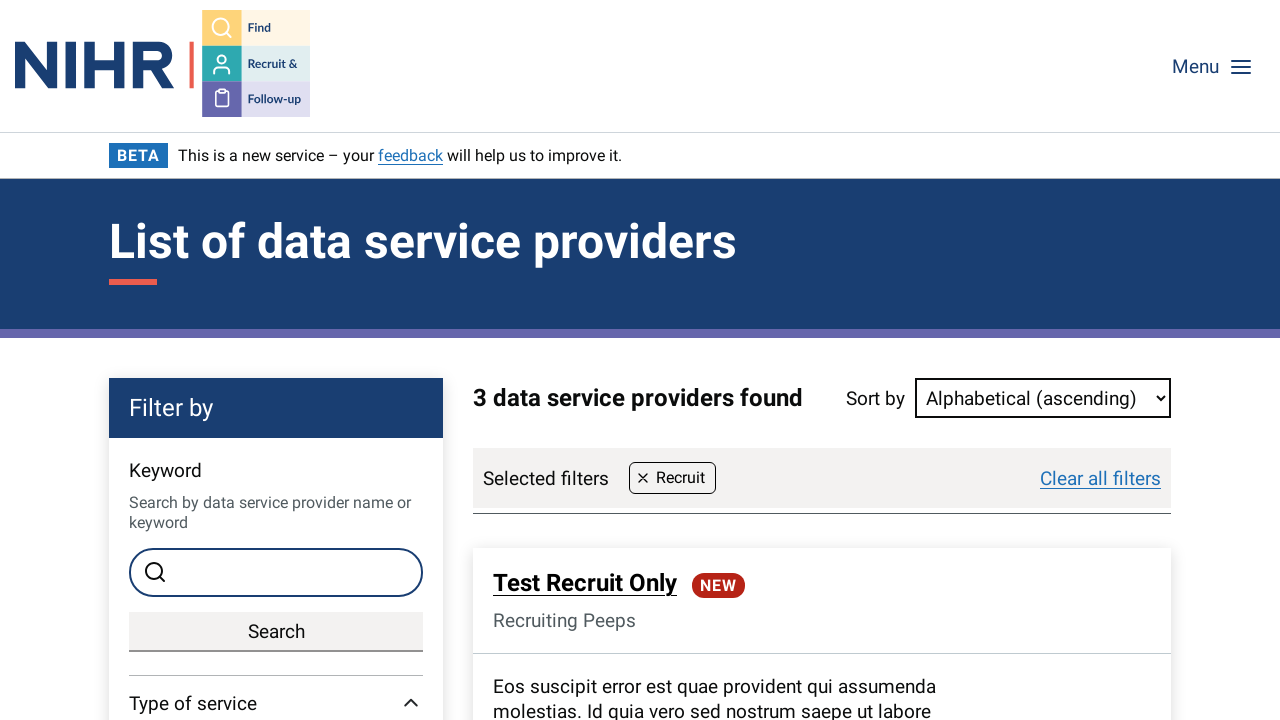 NIHR
Find
Recruit &
Follow-up
Menu
BETA This is a new service – your feedback will help us to improve it.
List of data service providers
Filter by
Keyword
Search by data service provider name or
keyword
Search
Type of service
3 data service providers found
Sort by Alphabetical (ascending)
Selected filters Recruit Clear all filters
Test Recruit Only NEW
Recruiting Peeps
Eos suscipit error est quae provident qui assumenda
molestias. Id quia vero sed nostrum saepe ut labore